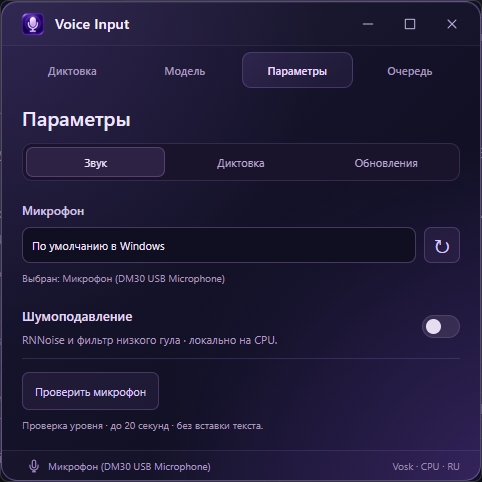 Voice Input
Диктовка
Модель
Параметры
Очередь
Параметры
Звук
Диктовка
Обновления
Микрофон
По умолчанию в Windows
Выбран: Микрофон (DM30 USB Microphone)
Шумоподавление
RNNoise и фильтр низкого гула · локально на CPU.
Проверить микрофон
Проверка уровня · до 20 секунд · без вставки текста.
Микрофон (DM30 USB Microphone)
Vosk · CPU · RU